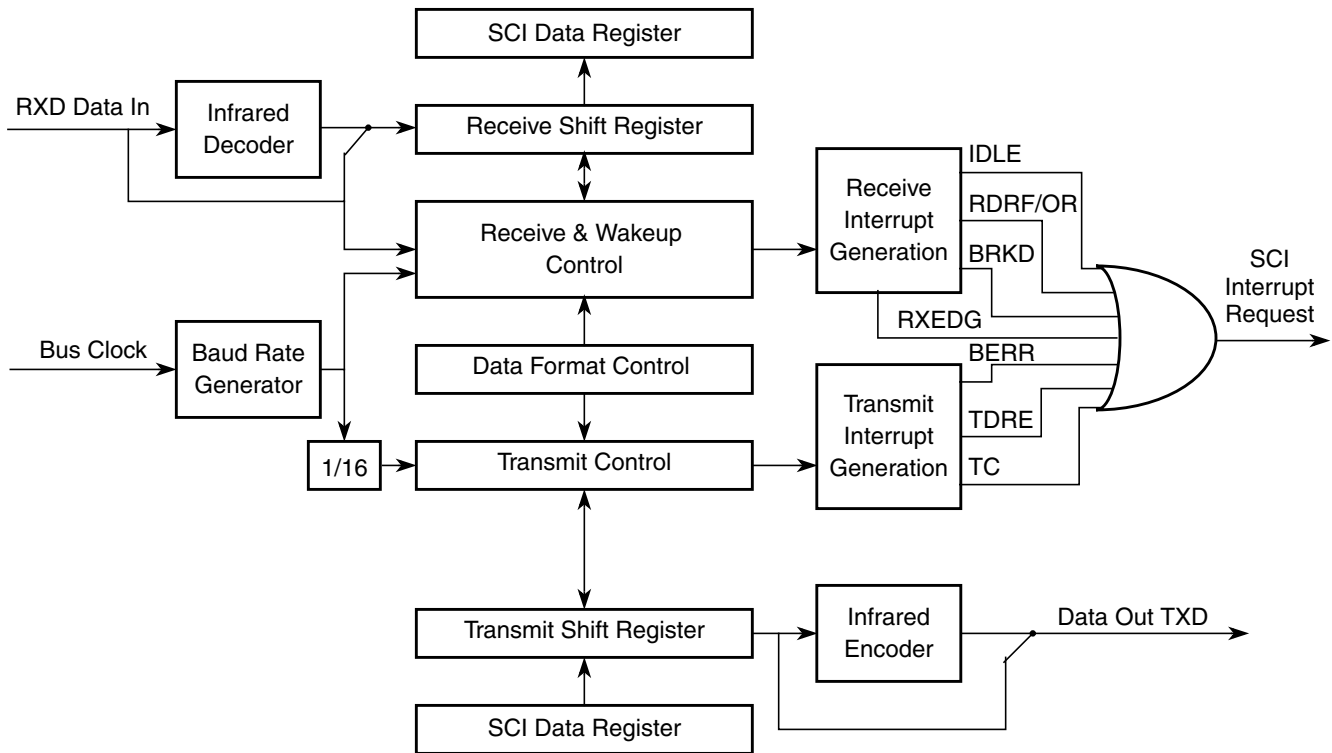 SCI Data Register
RXD Data In
Infrared
Decoder
Receive Shift Register
Receive & Wakeup
Control
Receive
Interrupt
Generation
IDLE
RDRF/OR
BRKD
RXEDG
SCI
Interrupt
Request
Bus Clock
Baud Rate
Generator
Data Format Control
BERR
Transmit
Interrupt
Generation
TDRE
TC
1/16
Transmit Control
Transmit Shift Register
Infrared
Encoder
Data Out TXD
SCI Data Register